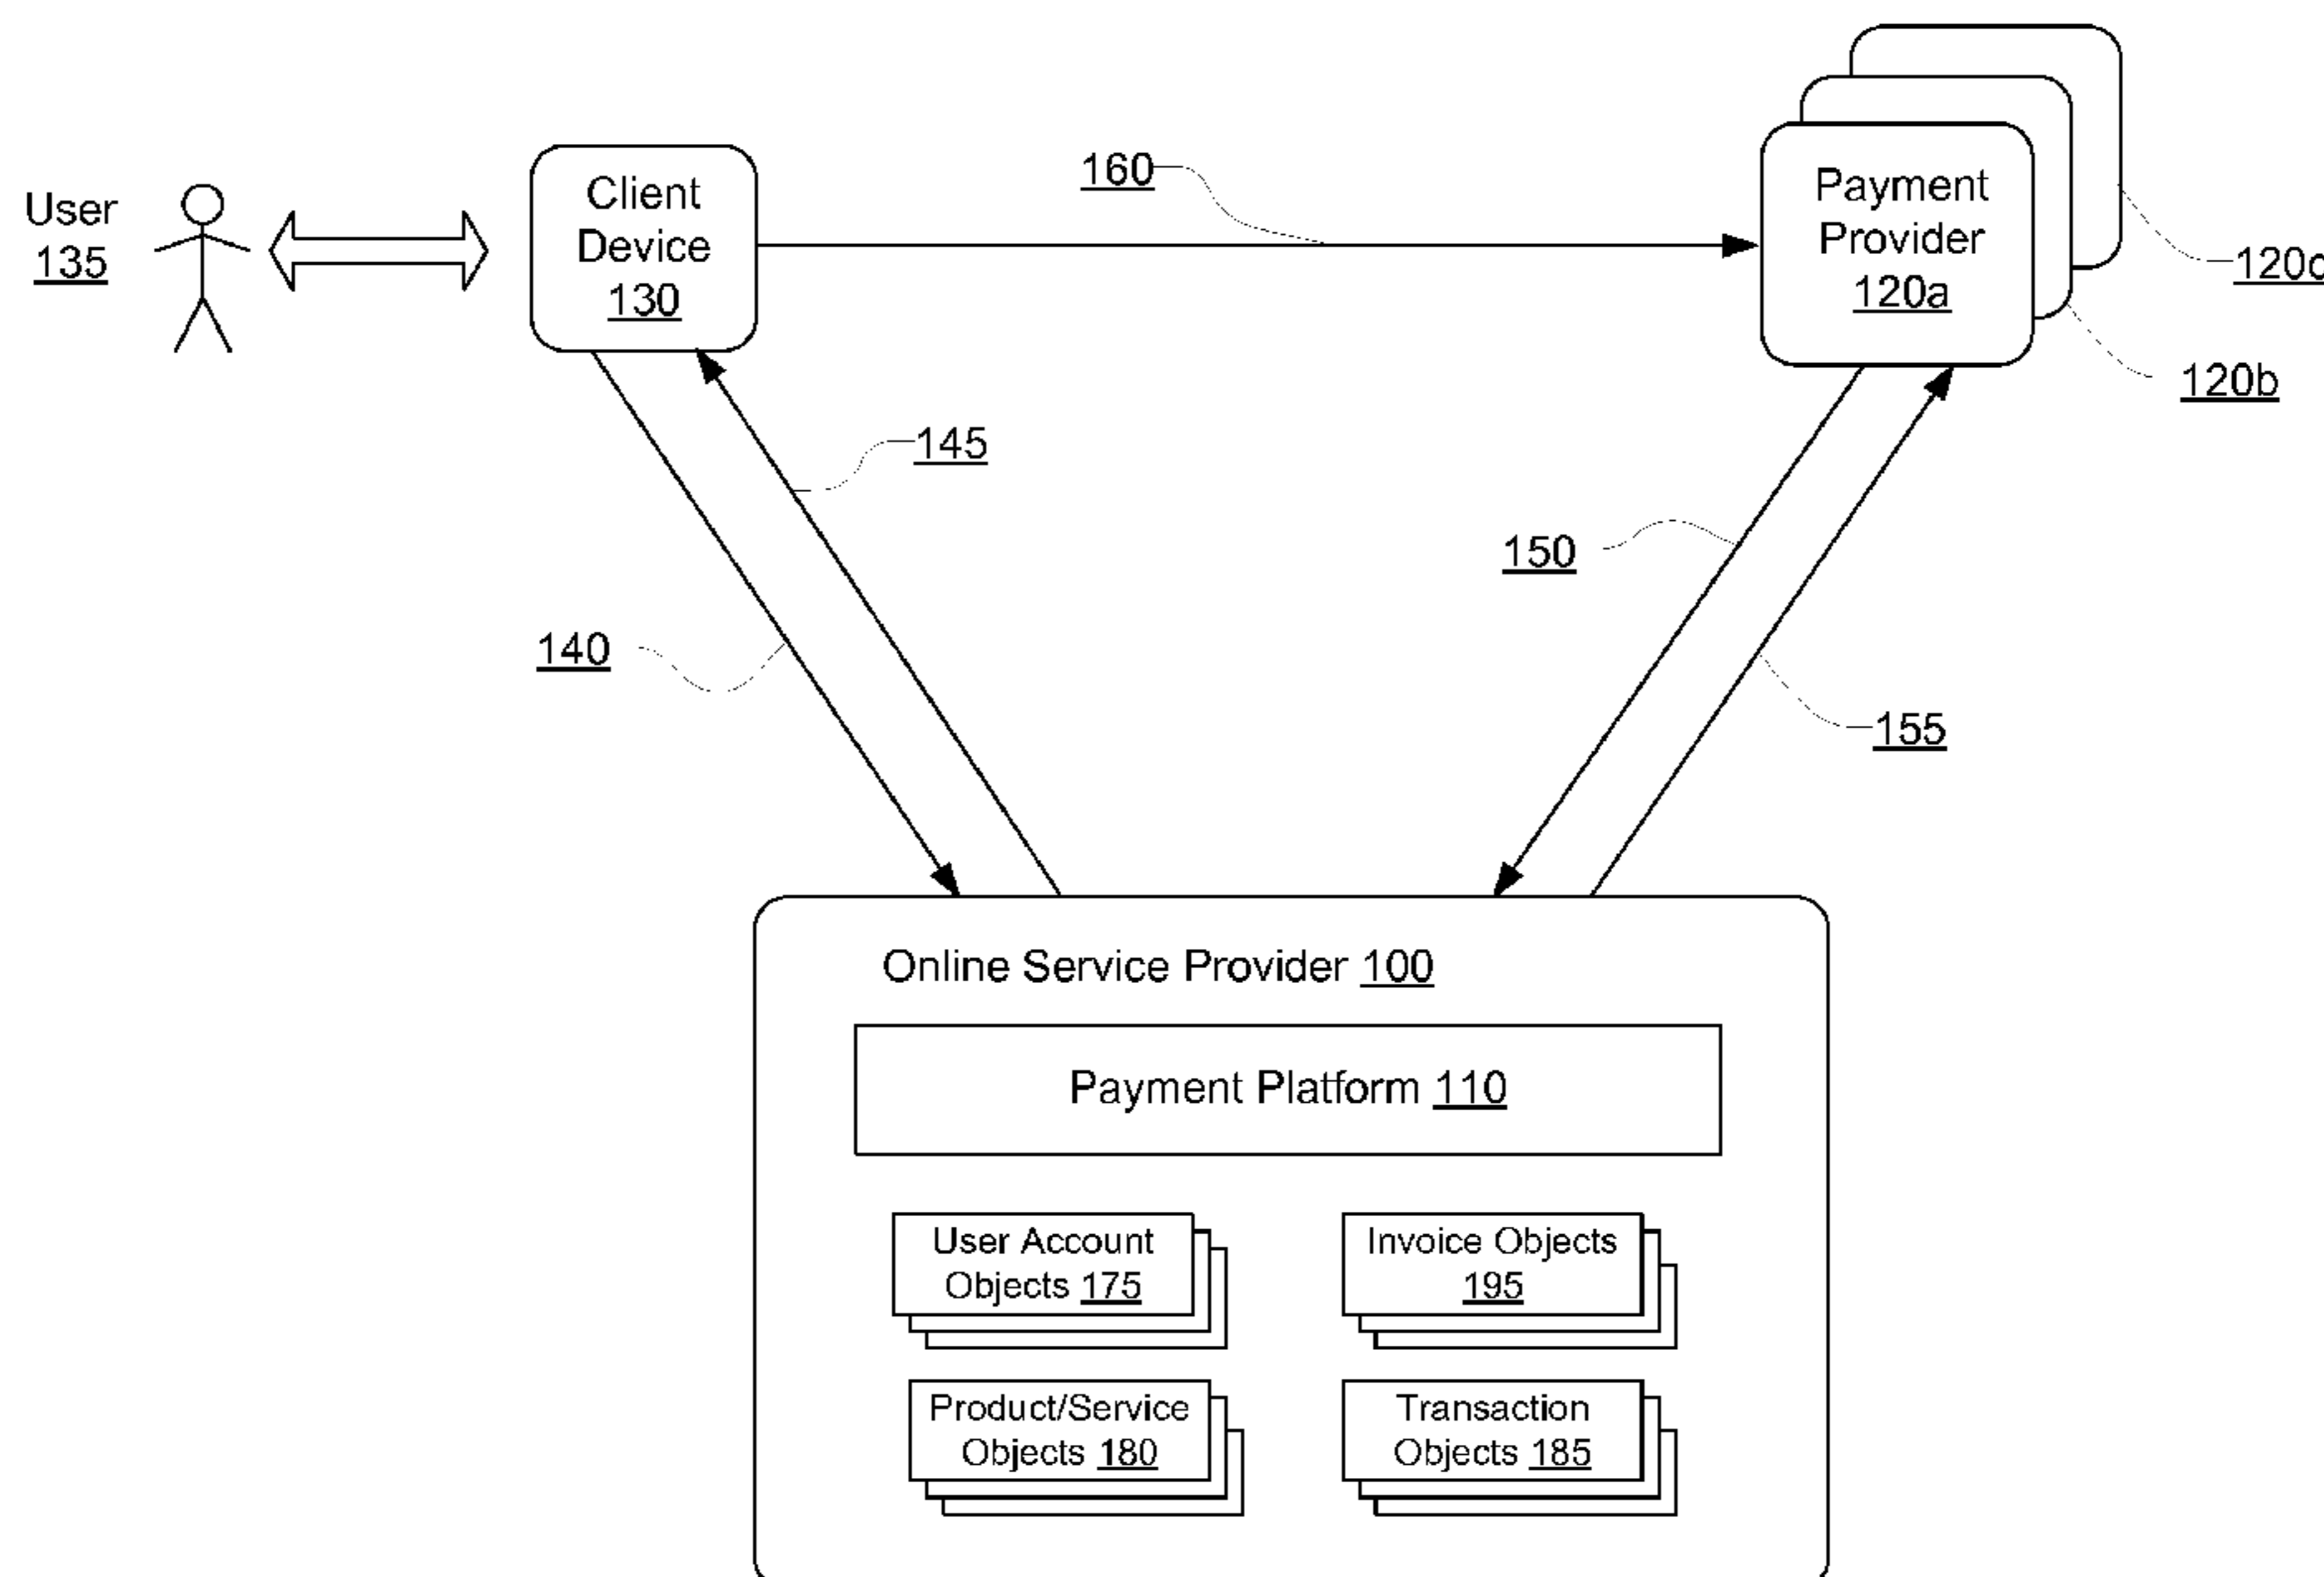 User
135
Client
Device
130
160
Payment
Provider
120a
120b
145
150
140
155
Online Service Provider 100
Payment Platform 110
User Account
Objects 175
Invoice Objects
195
Product/Service
Objects 180
Transaction
Objects 185